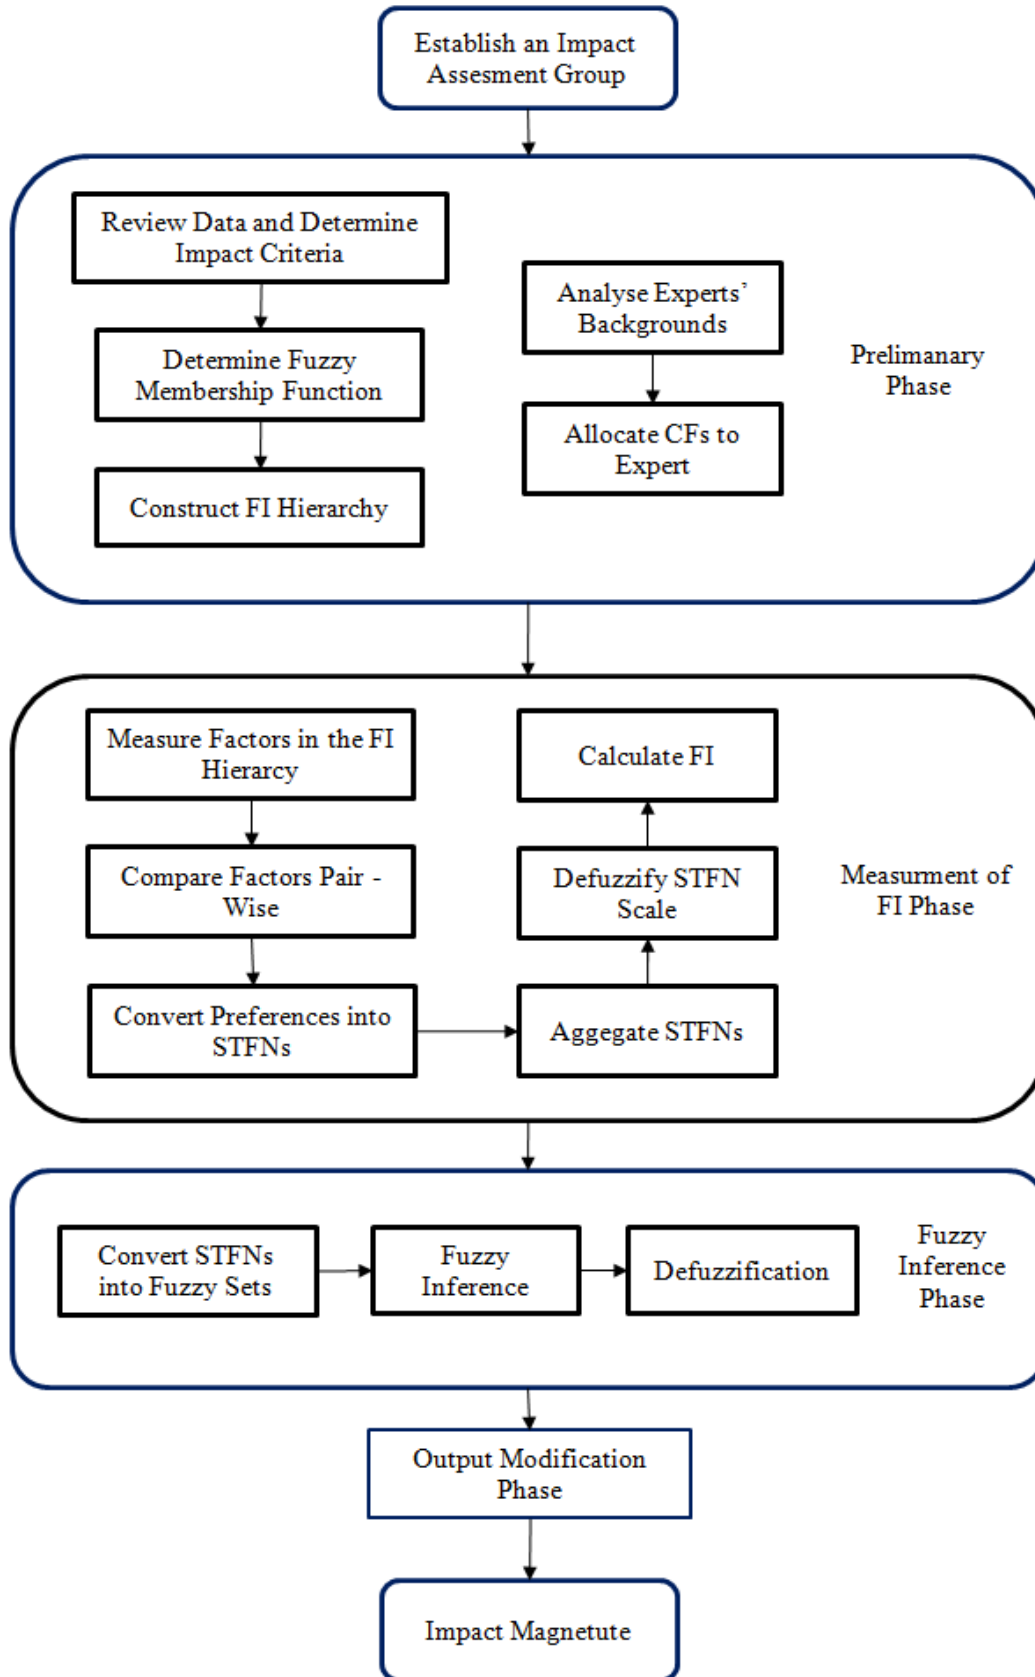 Establish an Impact
Assesment Group
Review Data and Determine
Impact Criteria
Determine Fuzzy
Membership Function
Construct FI Hierarchy
Analyse Experts’
Backgrounds
Allocate CFs to
Expert
Prelimanary
Phase
Measure Factors in the FI
Hierarcy
Compare Factors Pair -
Wise
Convert Preferences into
STFNs
Aggegate STFNs
Defuzzify STFN
Scale
Calculate FI
Measurment of
FI Phase
Convert STFNs
into Fuzzy Sets
Fuzzy
Inference
Defuzzification
Fuzzy
Inference
Phase
Output Modification
Phase
Impact Magnetute